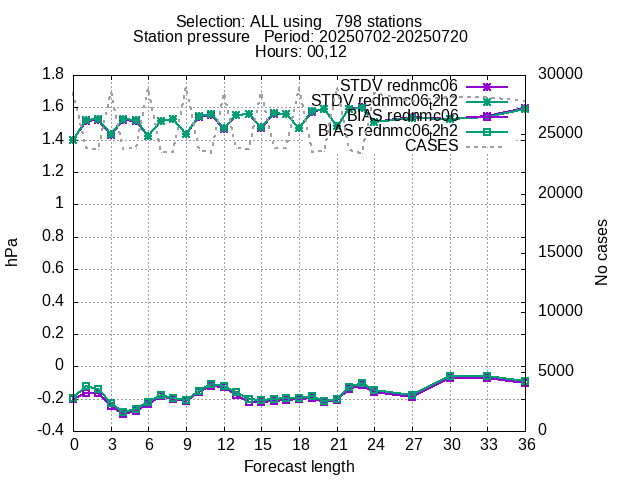 Selection: ALL using   798 stations
Station pressure   Period: 20250702-20250720
Hours: 00,12
STDV rednmc06
STDV rednmc06_t2h2
BIAS rednmc06
BIAS rednmc06_t2h2
CASES
1.8
1.6
1.4
1.2
1
0.8
0.6
0.4
0.2
0
-0.2
-0.4
hPa
30000
25000
20000
15000
10000
5000
0
No cases
0 3 6 9 12 15 18 21 24 27 30 33 36
Forecast length